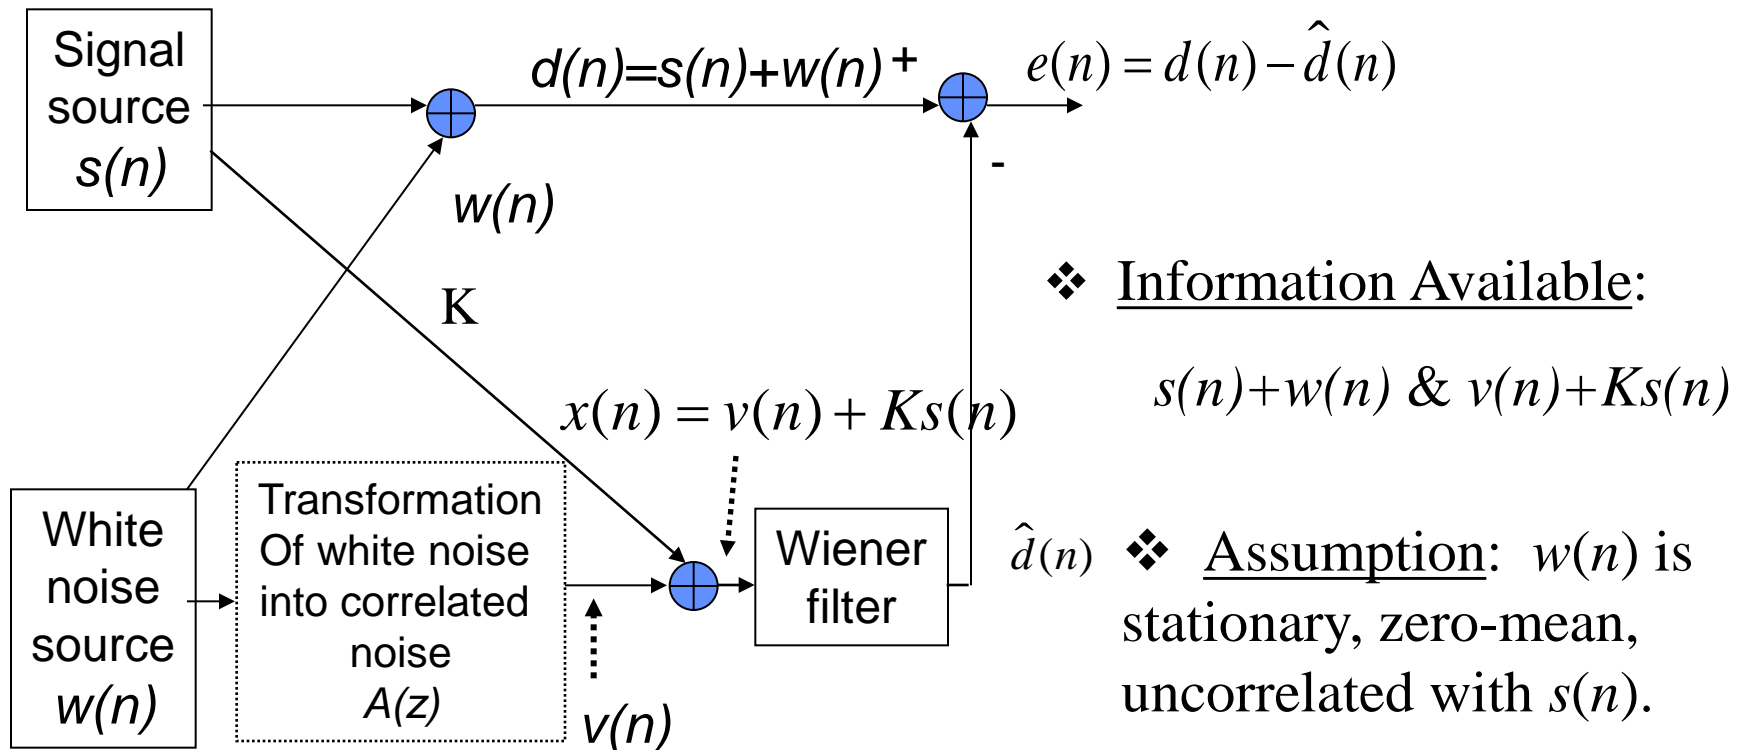 Signal
source
s(n)
d(n)=s(n)+w(n) +
e(n) = d(n) − d̂(n)
-
w(n)
K
❖ Information Available:
s(n)+w(n) & v(n)+Ks(n)
x(n) = v(n) + Ks(n)
White
noise
source
w(n)
Transformation
Of white noise
into correlated
noise
A(z)
v(n)
Wiener
filter
d̂(n)
❖ Assumption: w(n) is
stationary, zero-mean,
uncorrelated with s(n).